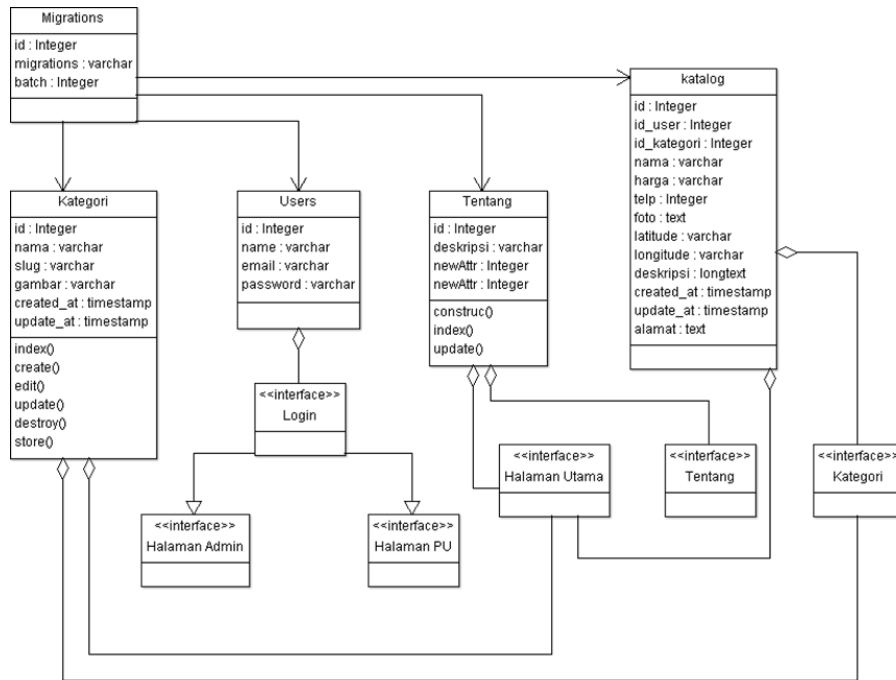 Migrations
id : Integer
migrations : varchar
batch : Integer
katalog
id : Integer
id_user : Integer
id_kategori : Integer
nama : varchar
harga : varchar
telp : Integer
foto : text
latitude : varchar
longitude : varchar
deskripsi : longtext
created_at : timestamp
update_at : timestamp
alamat : text
Kategori
id : Integer
nama : varchar
slug : varchar
gambar : varchar
created_at : timestamp
update_at : timestamp
index()
create()
edit()
update()
destroy()
store()
Users
id : Integer
name : varchar
email : varchar
password : varchar
Tentang
id : Integer
deskripsi : varchar
newAttr : Integer
newAttr : Integer
construc()
index()
update()
<<interface>>
Login
<<interface>>
Halaman Utama
<<interface>>
Tentang
<<interface>>
Kategori
<<interface>>
Halaman Admin
<<interface>>
Halaman PU